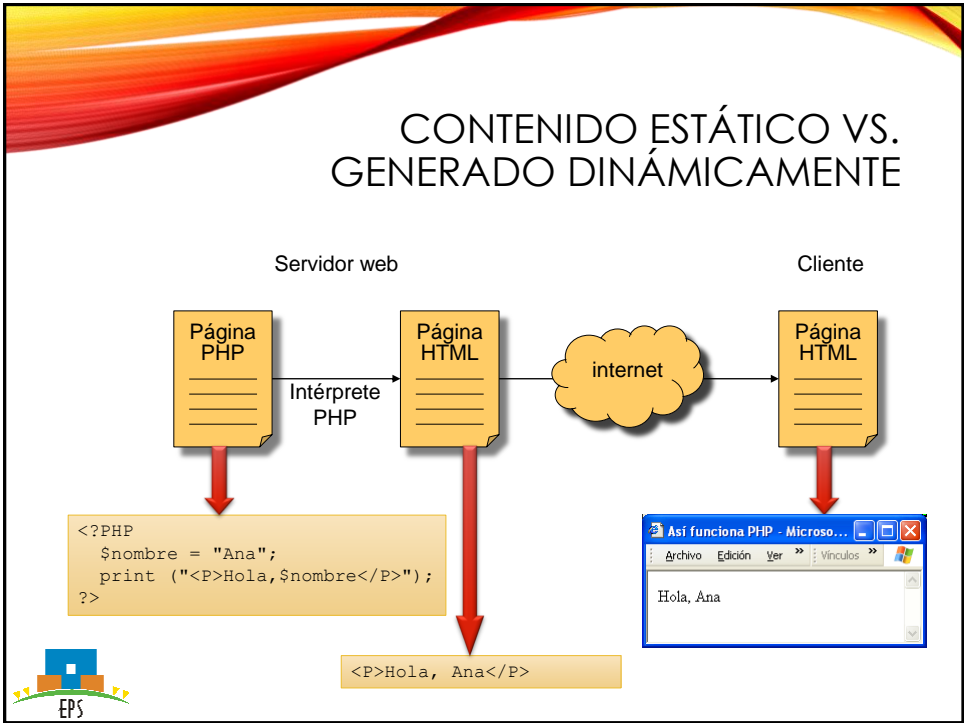 CONTENIDO ESTÁTICO VS.
GENERADO DINÁMICAMENTE
Servidor web
Cliente
Página
PHP
Intérprete
PHP
Página
HTML
internet
Página
HTML
<?PHP
$nombre = "Ana";
print ("<P>Hola,$nombre</P>");
?>
<P>Hola, Ana</P>
Así funciona PHP - Microso...
Archivo Edición Ver » Vínculos »
Hola, Ana
EPS